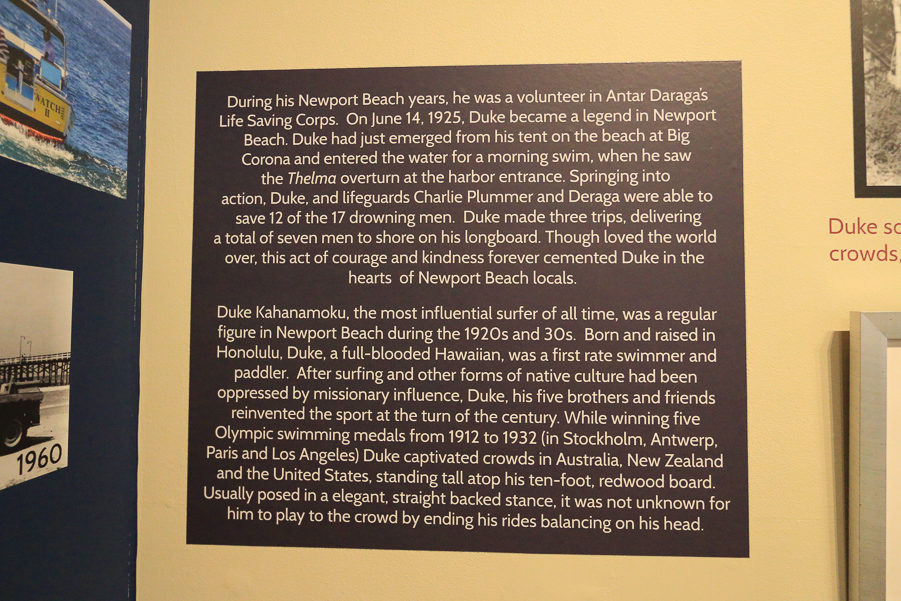 During his Newport Beach years, he was a volunteer in Antar Daraga's
Life Saving Corps. On June 14, 1925, Duke became a legend in Newport
Beach. Duke had just emerged from his tent on the beach at Big
Corona and entered the water for a morning swim, when he saw
the Thelma overturn at the harbor entrance. Springing into
action, Duke, and lifeguards Charlie Plummer and Deraga were able to
save 12 of the 17 drowning men. Duke made three trips, delivering
a total of seven men to shore on his longboard. Though loved the world
over, this act of courage and kindness forever cemented Duke in the
hearts of Newport Beach locals.
Duke Kahanamoku, the most influential surfer of all time, was a regular
figure in Newport Beach during the 1920s and 30s. Born and raised in
Honolulu, Duke, a full-blooded Hawaiian, was a first rate swimmer and
paddler. After surfing and other forms of native culture had been
oppressed by missionary influence, Duke, his five brothers and friends
reinvented the sport at the turn of the century. While winning five
Olympic swimming medals from 1912 to 1932 (in Stockholm, Antwerp,
Paris and Los Angeles) Duke captivated crowds in Australia, New Zealand
and the United States, standing tall atop his ten-foot, redwood board.
Usually posed in a elegant, straight backed stance, it was not unknown for
him to play to the crowd by ending his rides balancing on his head.
WATCH
II
1960
Duke
crowds,